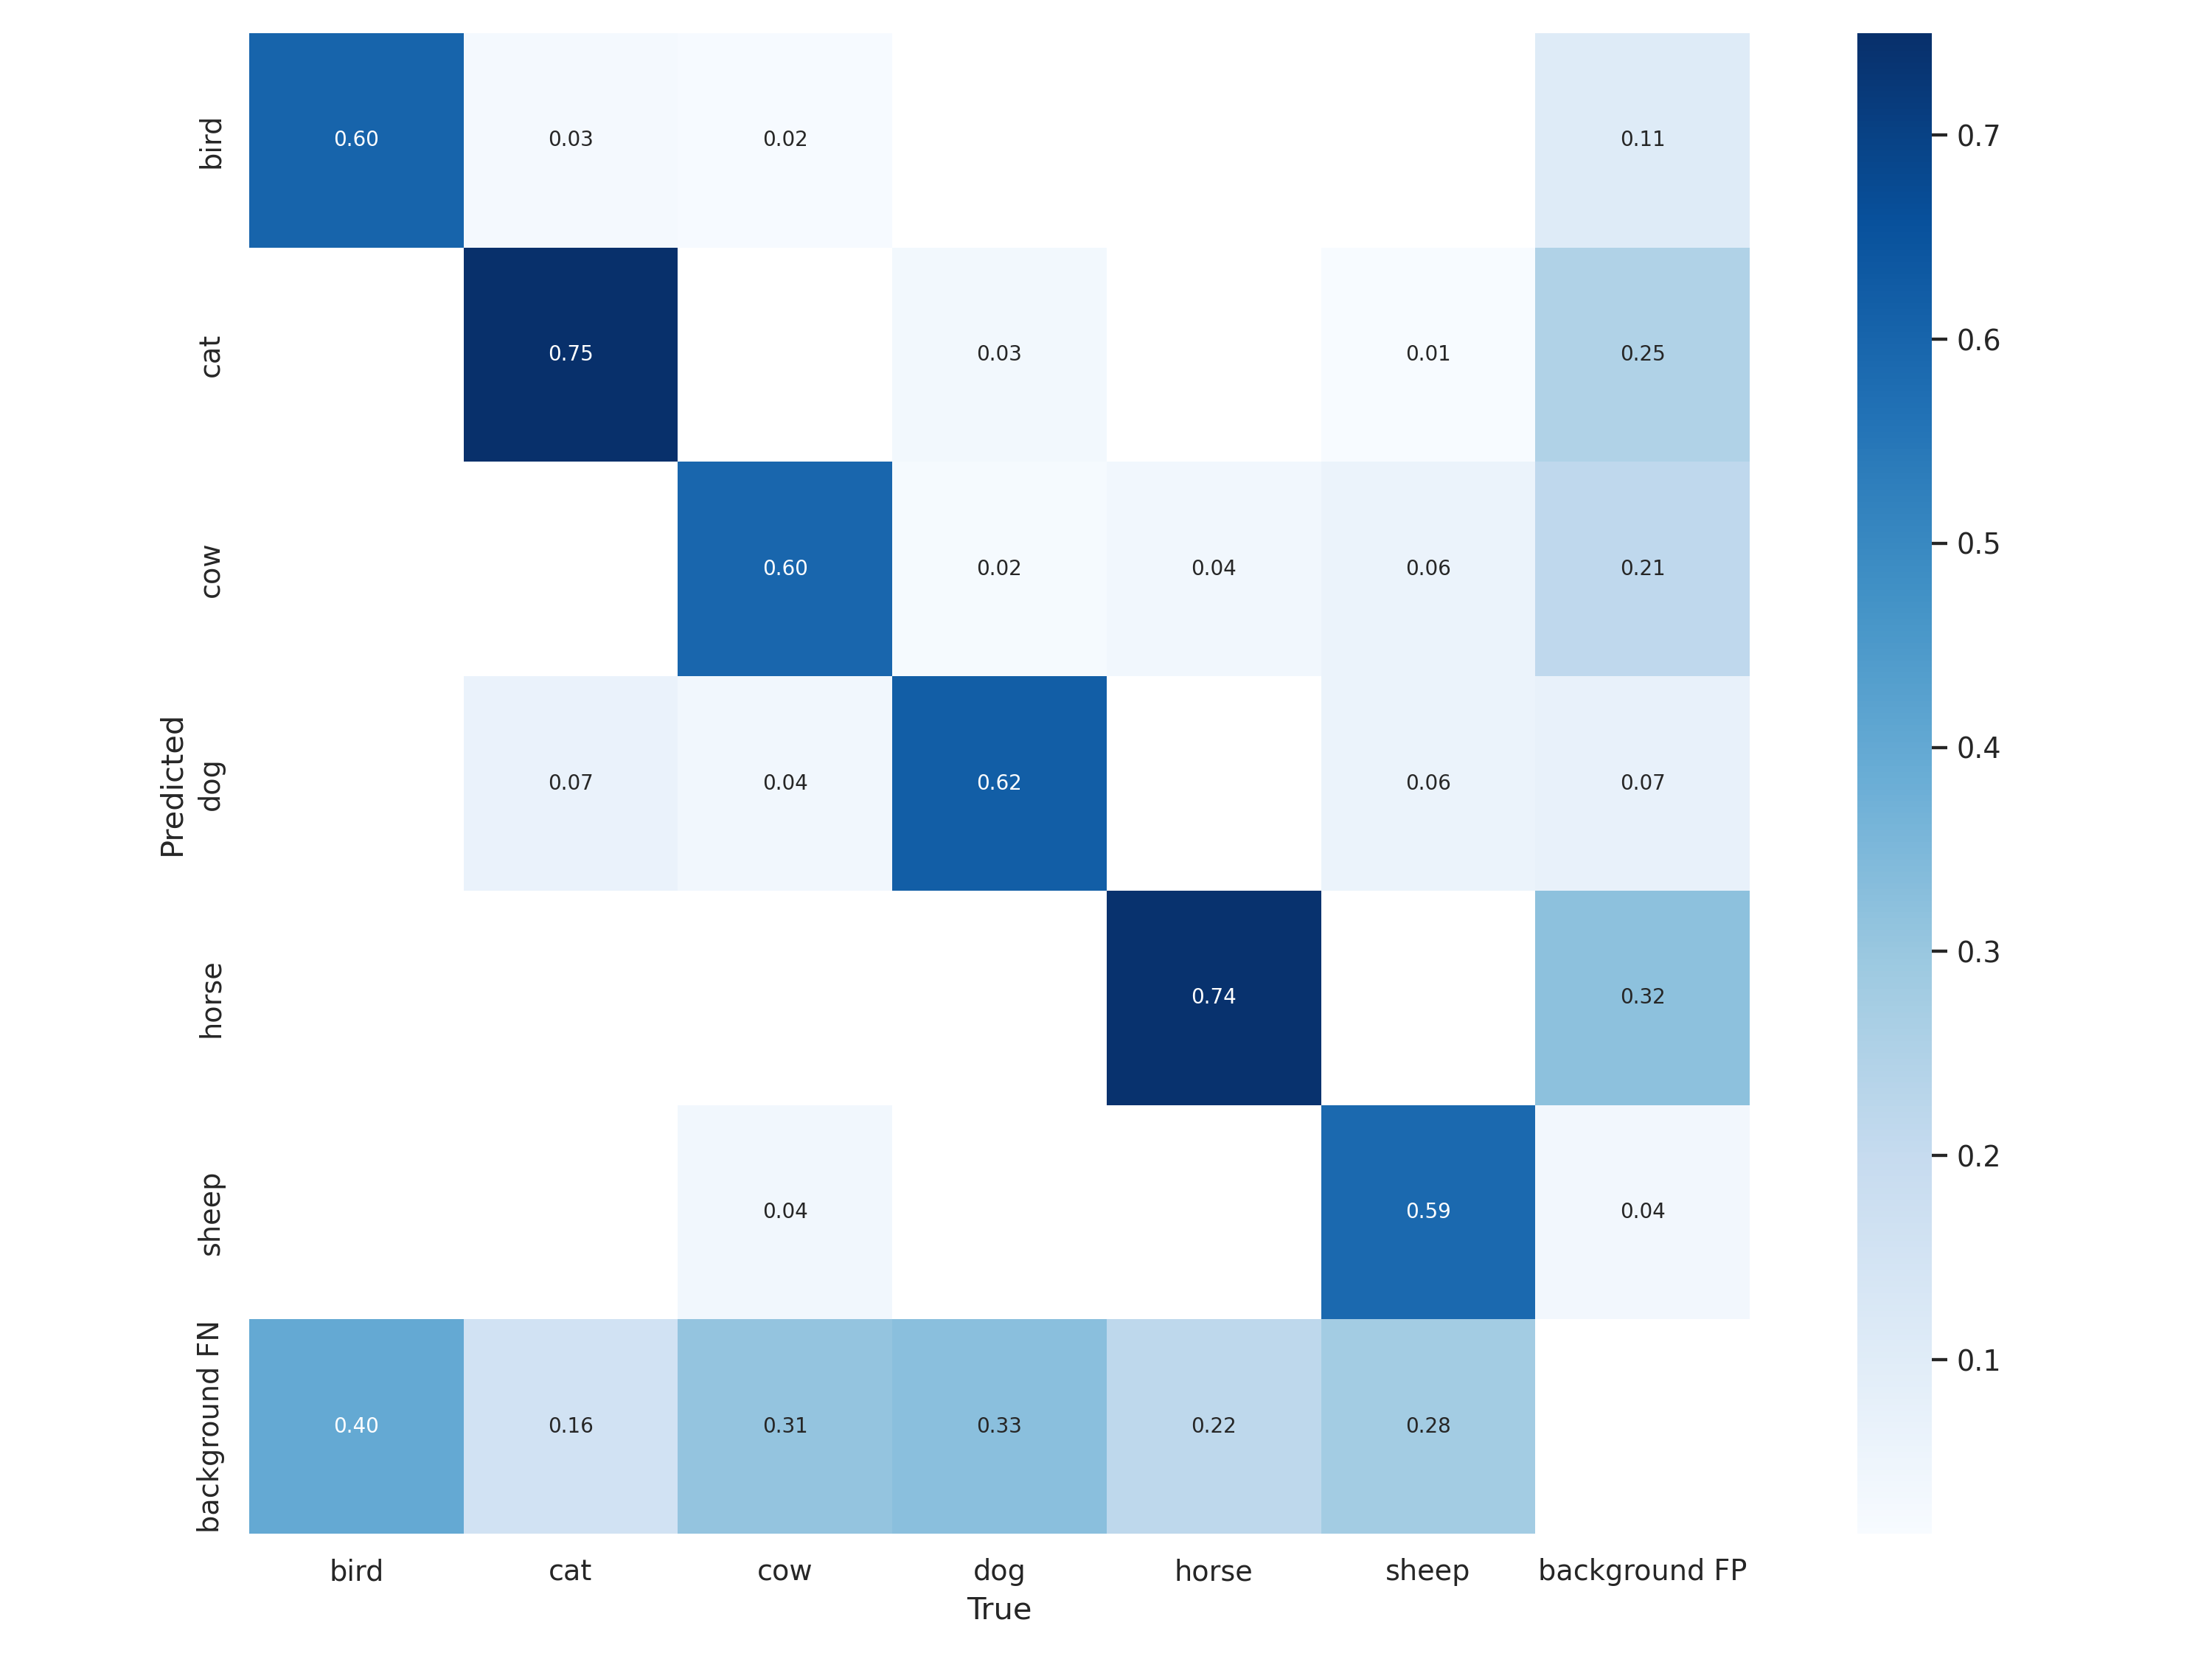 Predicted
bird
0.60 0.03 0.02 0.11
cat
0.75 0.03 0.01 0.25
cow
0.60 0.02 0.04 0.06 0.21
dog
0.07 0.04 0.62 0.06 0.07
horse
0.74 0.32
sheep
0.04 0.59 0.04
background FN
0.40 0.16 0.31 0.33 0.22 0.28
bird cat cow dog horse sheep background FP
True
0.7
0.6
0.5
0.4
0.3
0.2
0.1